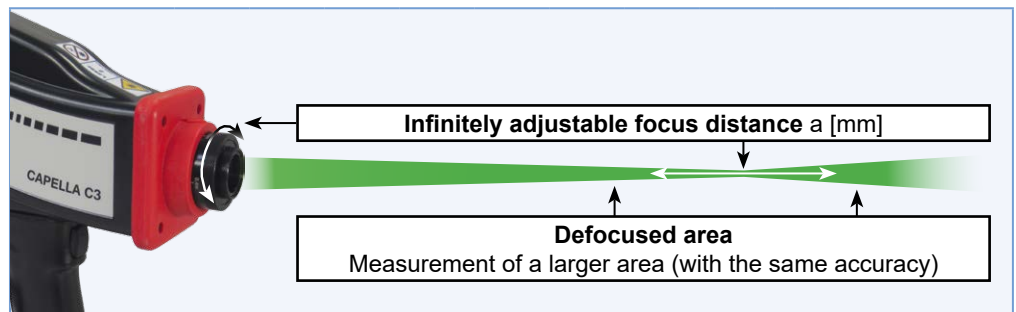 Infinitely adjustable focus distance a [mm]
CAPELLA C3
Defocused area
Measurement of a larger area (with the same accuracy)